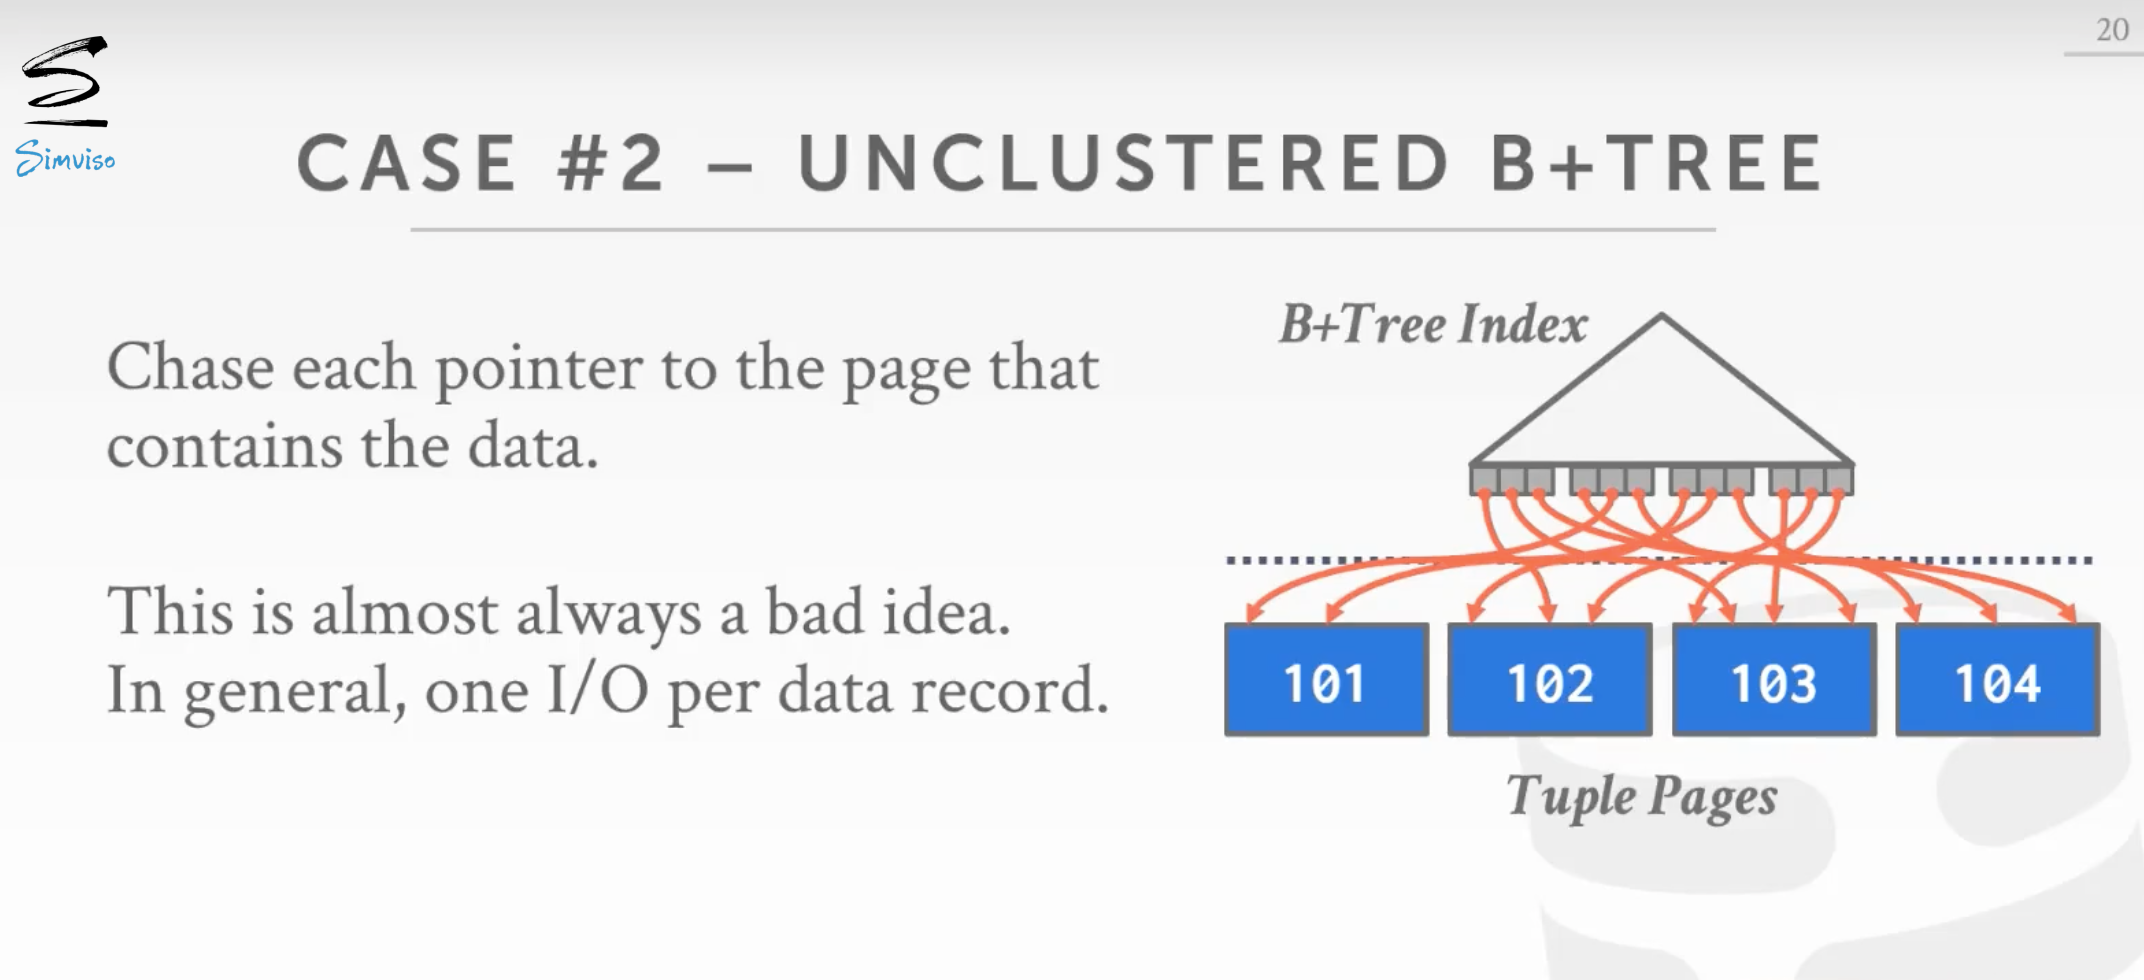 20
Simviso
CASE #2 – UNCLUSTERED B+TREE
Chase each pointer to the page that
contains the data.
This is almost always a bad idea.
In general, one I/O per data record.
B+Tree Index
101 102 103 104
Tuple Pages